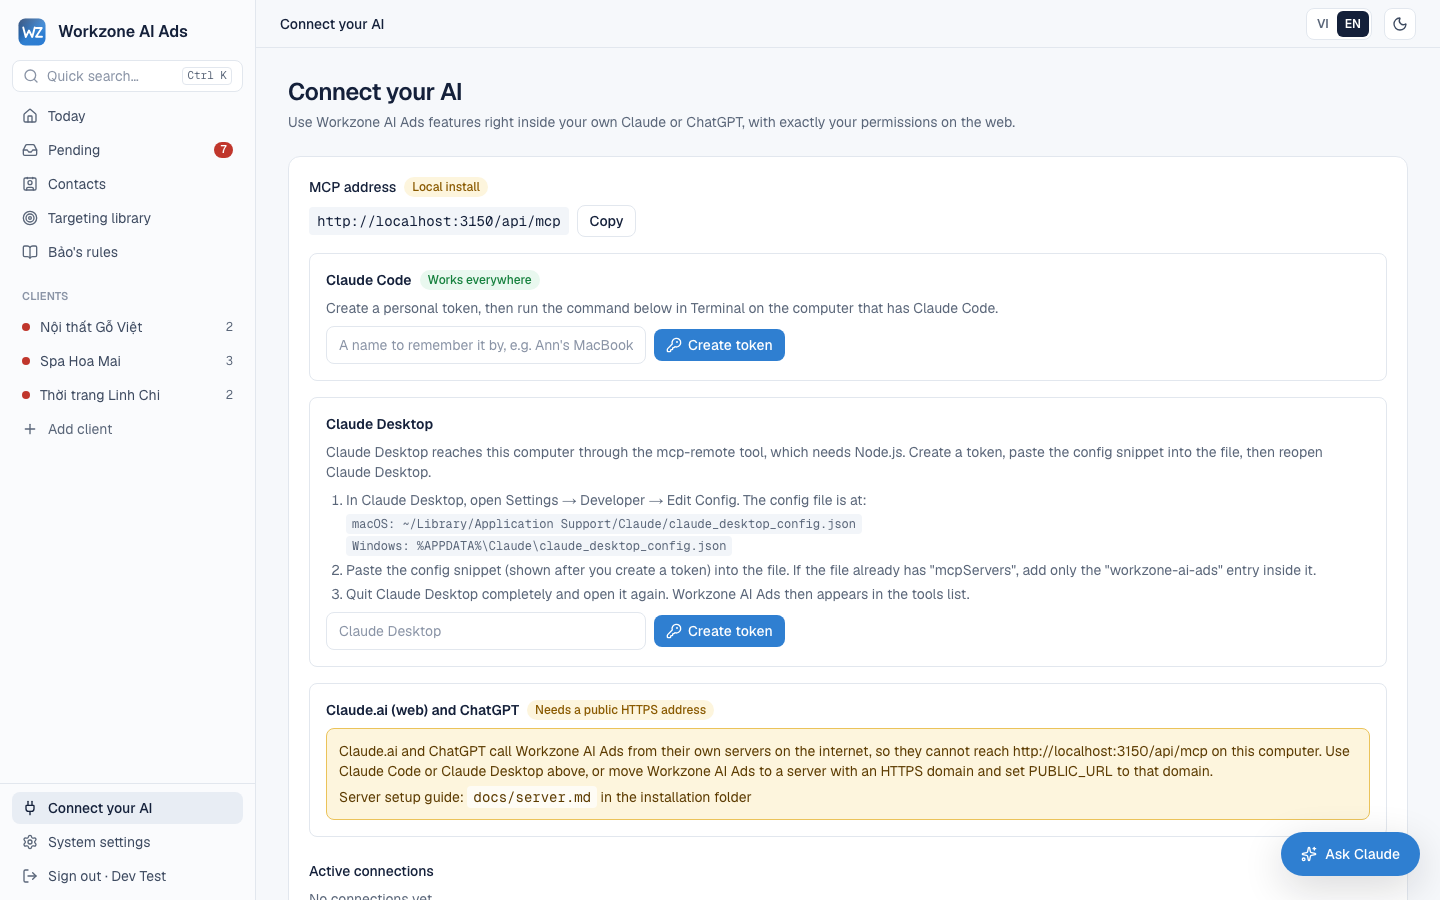 WZ Workzone AI Ads
Quick search... Ctrl K
Today
Pending 7
Contacts
Targeting library
Bảo's rules
CLIENTS
Nội thất Gỗ Việt 2
Spa Hoa Mai 3
Thời trang Linh Chi 2
Add client
Connect your AI
System settings
Sign out · Dev Test
Connect your AI
VI EN
Connect your AI
Use Workzone AI Ads features right inside your own Claude or ChatGPT, with exactly your permissions on the web.
MCP address Local install
http://localhost:3150/api/mcp Copy
Claude Code Works everywhere
Create a personal token, then run the command below in Terminal on the computer that has Claude Code.
A name to remember it by, e.g. Ann's MacBook Create token
Claude Desktop
Claude Desktop reaches this computer through the mcp-remote tool, which needs Node.js. Create a token, paste the config snippet into the file, then reopen
Claude Desktop.
1. In Claude Desktop, open Settings → Developer → Edit Config. The config file is at:
macOS: ~/Library/Application Support/Claude/claude_desktop_config.json
Windows: %APPDATA%\Claude\claude_desktop_config.json
2. Paste the config snippet (shown after you create a token) into the file. If the file already has "mcpServers", add only the "workzone-ai-ads" entry inside it.
3. Quit Claude Desktop completely and open it again. Workzone AI Ads then appears in the tools list.
Claude Desktop Create token
Claude.ai (web) and ChatGPT Needs a public HTTPS address
Claude.ai and ChatGPT call Workzone AI Ads from their own servers on the internet, so they cannot reach http://localhost:3150/api/mcp on this computer. Use
Claude Code or Claude Desktop above, or move Workzone AI Ads to a server with an HTTPS domain and set PUBLIC_URL to that domain.
Server setup guide: docs/server.md in the installation folder
Active connections
No connections yet
Ask Claude